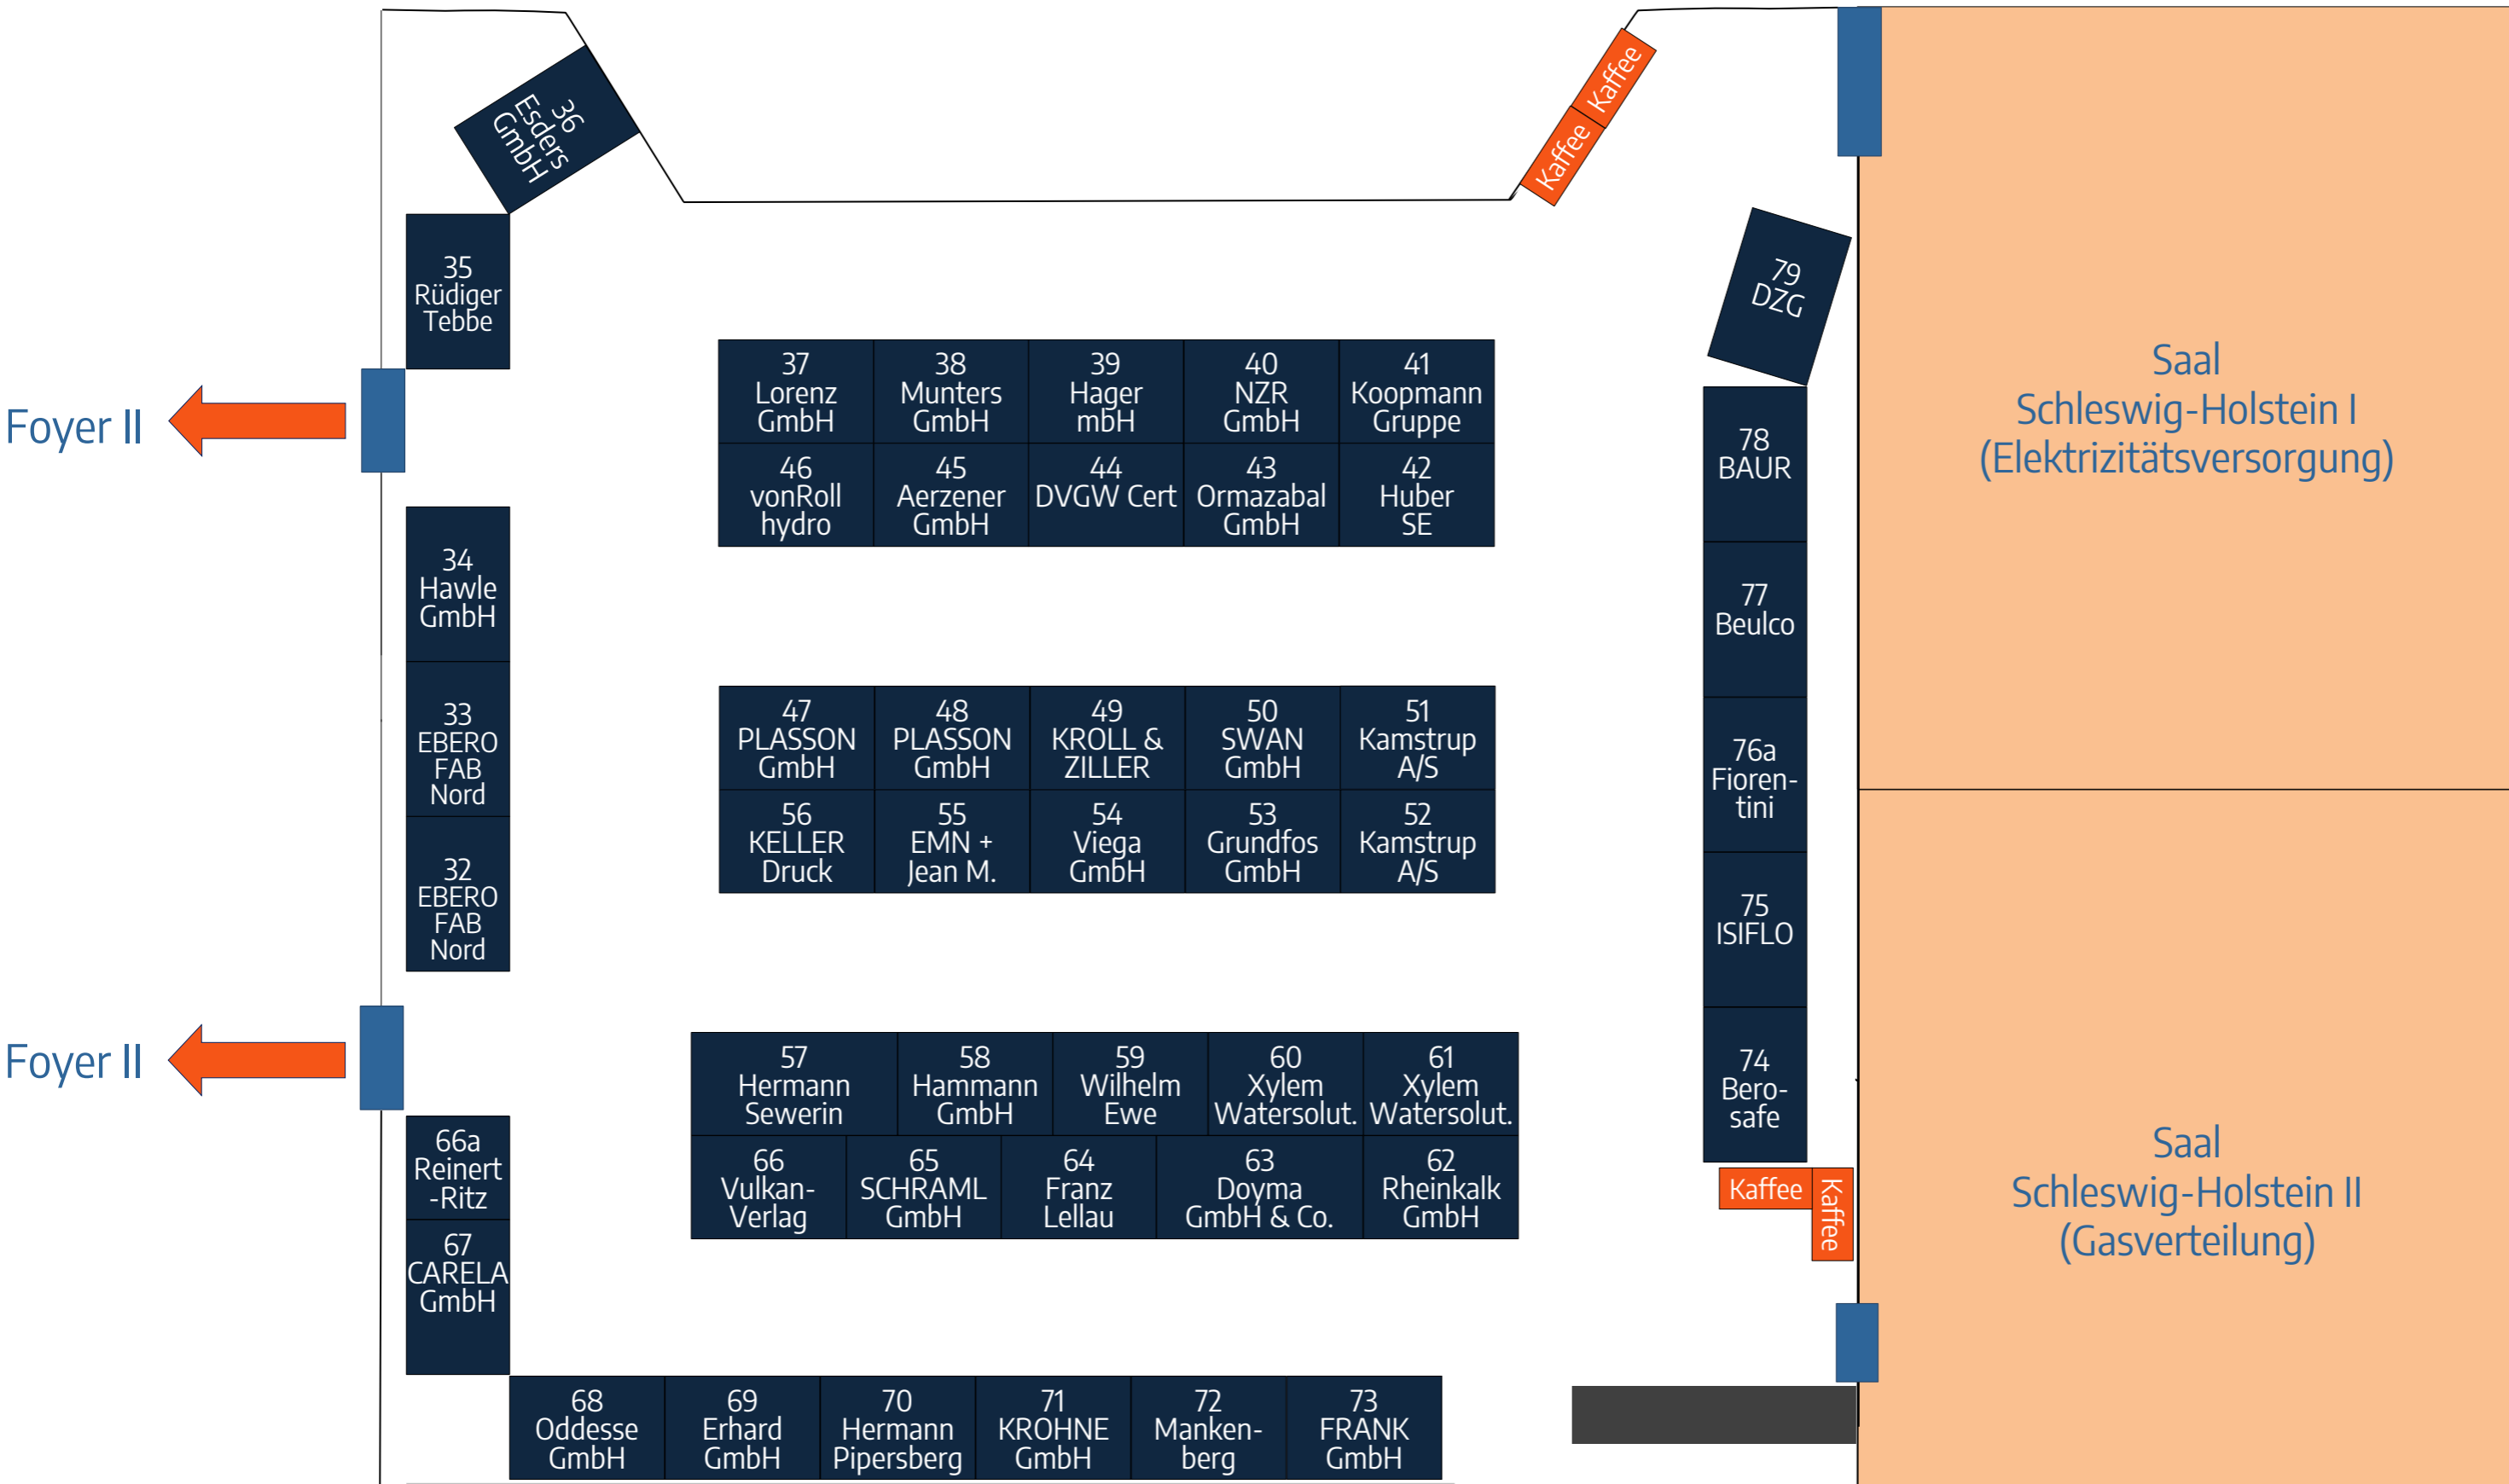 Kaffee
Kaffee
36
Esders
GmbH
35
Rüdiger
Tebbe
79
DZG
Saal
Schleswig-Holstein I
(Elektrizitätsversorgung)
Foyer II
37
Lorenz
GmbH
38
Munters
GmbH
39
Hager
mbH
40
NZR
GmbH
41
Koopmann
Gruppe
46
vonRoll
hydro
45
Aerzener
GmbH
44
DVGW Cert
43
Ormazabal
GmbH
42
Huber
SE
78
BAUR
34
Hawle
GmbH
77
Beulco
33
EBERO
FAB
Nord
47
PLASSON
GmbH
48
PLASSON
GmbH
49
KROLL &
ZILLER
50
SWAN
GmbH
51
Kamstrup
A/S
76a
Fioren-
tini
32
EBERO
FAB
Nord
56
KELLER
Druck
55
EMN +
Jean M.
54
Viega
GmbH
53
Grundfos
GmbH
52
Kamstrup
A/S
75
ISIFLO
Foyer II
57
Hermann
Sewerin
58
Hammann
GmbH
59
Wilhelm
Ewe
60
Xylem
Watersolut.
61
Xylem
Watersolut.
74
Bero-
safe
66a
Reinert
-Ritz
66
Vulkan-
Verlag
65
SCHRAML
GmbH
64
Franz
Lellau
63
Doyma
GmbH & Co.
62
Rheinkalk
GmbH
Kaffee
Kaffee
Saal
Schleswig-Holstein II
(Gasverteilung)
67
CARELA
GmbH
68
Oddesse
GmbH
69
Erhard
GmbH
70
Hermann
Pipersberg
71
KROHNE
GmbH
72
Manken-
berg
73
FRANK
GmbH